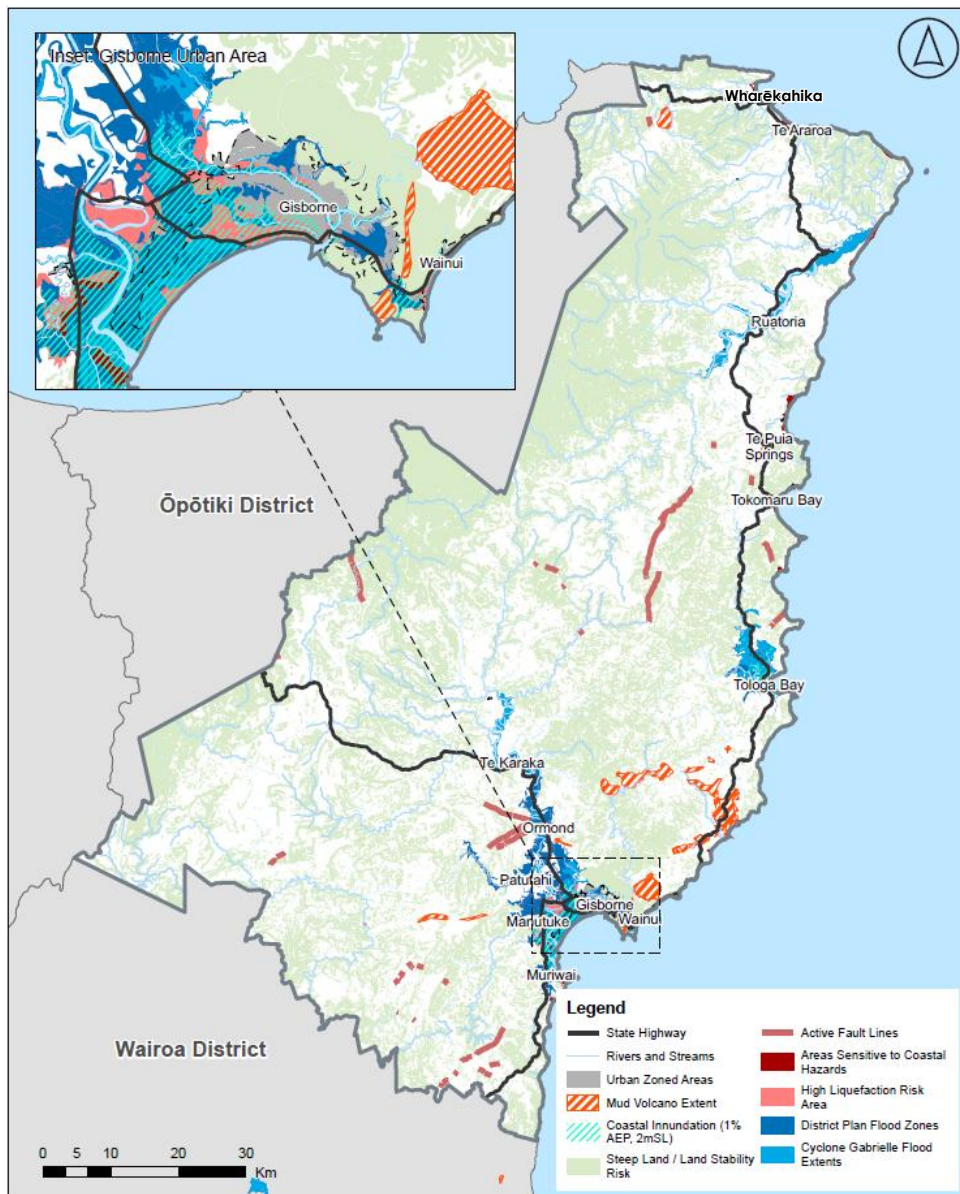 Inset: Gisborne Urban Area
Gisborne
Wainui
Wharekahika
Te Araroa
Ruatoria
Te Puia
Springs
Tokomaru Bay
Ōpōtiki District
Tologa Bay
Te Karaka
Ormond
Patutahi
Gisborne
Manutuke
Wainui
Muriwai
Wairoa District
Legend
State Highway
Rivers and Streams
Urban Zoned Areas
Mud Volcano Extent
Coastal Innundation (1%
AEP, 2mSL)
Steep Land / Land Stability
Risk
Active Fault Lines
Areas Sensitive to Coastal
Hazards
High Liquefaction Risk
Area
District Plan Flood Zones
Cyclone Gabrielle Flood
Extents
0 5 10 20 30
Km